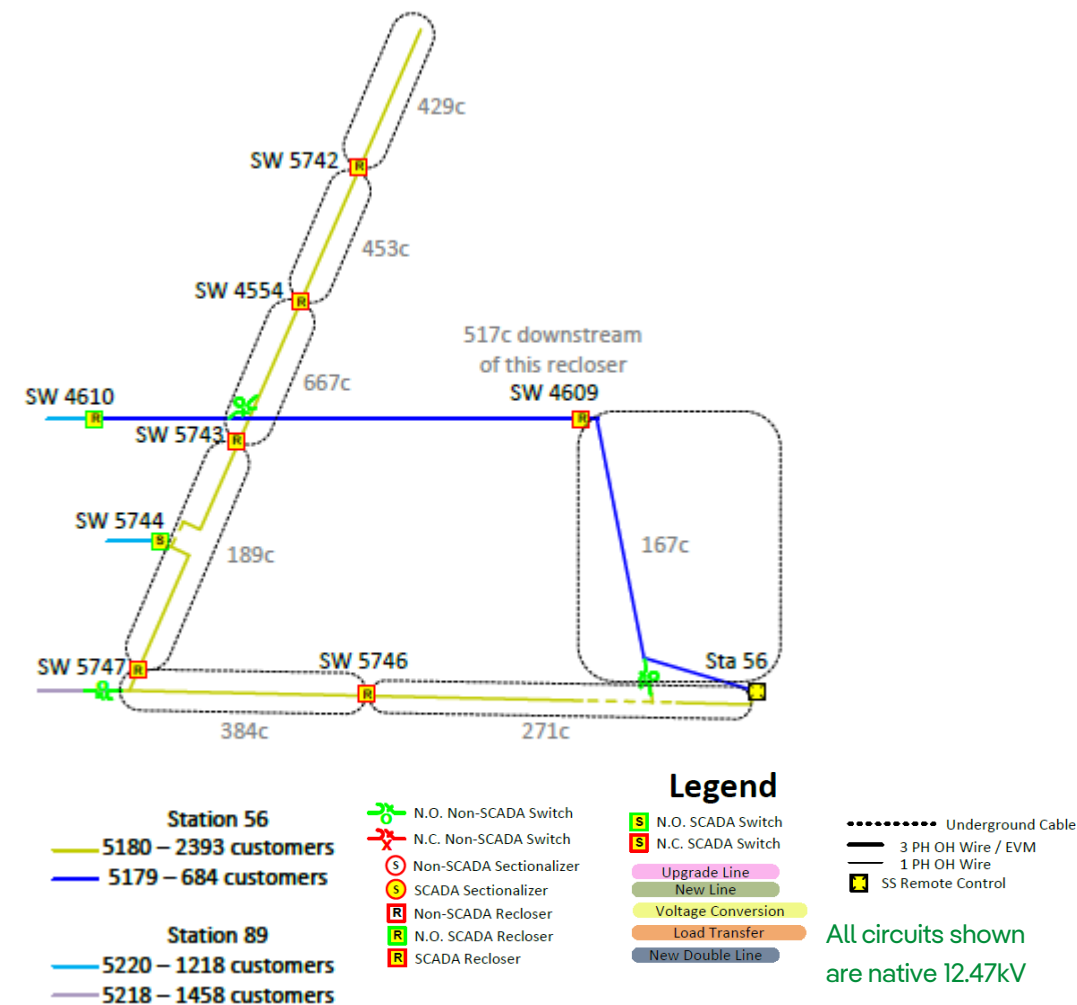 429c
SW 5742
453c
SW 4554
517c downstream
of this recloser
667c
SW 4610
SW 4609
R
SW 5743
SW 5744
S
189c
167c
SW 5747
SW 5746
Sta 56
R
384c
271c
Legend
Station 56
5180 – 2393 customers
5179 – 684 customers
Station 89
5220 – 1218 customers
5218 – 1458 customers
N.O. Non-SCADA Switch
N.C. Non-SCADA Switch
S Non-SCADA Sectionalizer
S SCADA Sectionalizer
R Non-SCADA Recloser
R N.O. SCADA Recloser
R SCADA Recloser
S N.O. SCADA Switch
S N.C. SCADA Switch
Upgrade Line
New Line
Voltage Conversion
Load Transfer
New Double Line
Underground Cable
3 PH OH Wire / EVM
1 PH OH Wire
SS Remote Control
All circuits shown
are native 12.47kV